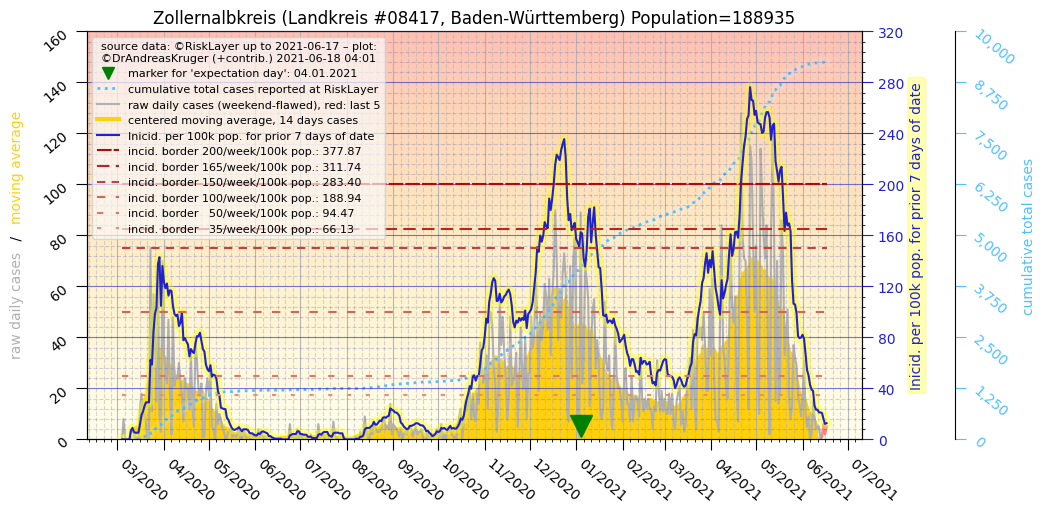 Zollernalbkreis (Landkreis #08417, Baden-Württemberg) Population=188935
source data: ©RiskLayer up to 2021-06-17 – plot:
©DrAndreasKruger (+contrib.) 2021-06-18 04:01
marker for 'expectation day': 04.01.2021
cumulative total cases reported at RiskLayer
raw daily cases (weekend-flawed), red: last 5
centered moving average, 14 days cases
Inicid. per 100k pop. for prior 7 days of date
incid. border 200/week/100k pop.: 377.87
incid. border 165/week/100k pop.: 311.74
incid. border 150/week/100k pop.: 283.40
incid. border 100/week/100k pop.: 188.94
incid. border   50/week/100k pop.: 94.47
incid. border   35/week/100k pop.: 66.13
raw daily cases / moving average
160
140
120
100
80
60
40
20
0
320
280
240
200
160
120
80
40
0
Inicid. per 100k pop. for prior 7 days of date
10,000
8,750
7,500
6,250
5,000
3,750
2,500
1,250
0
cumulative total cases
03/2020
04/2020
05/2020
06/2020
07/2020
08/2020
09/2020
10/2020
11/2020
12/2020
01/2021
02/2021
03/2021
04/2021
05/2021
06/2021
07/2021